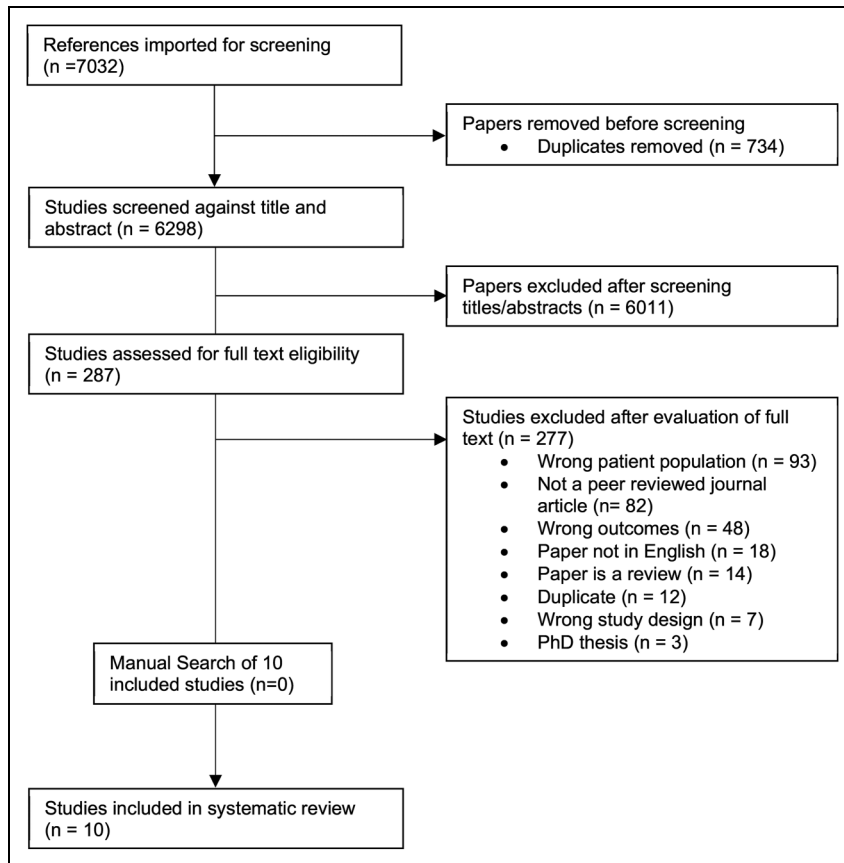 References imported for screening
(n =7032)
Papers removed before screening
• Duplicates removed (n = 734)
Studies screened against title and
abstract (n = 6298)
Papers excluded after screening
titles/abstracts (n = 6011)
Studies assessed for full text eligibility
(n = 287)
Studies excluded after evaluation of full
text (n = 277)
• Wrong patient population (n = 93)
• Not a peer reviewed journal
article (n= 82)
• Wrong outcomes (n = 48)
• Paper not in English (n = 18)
• Paper is a review (n = 14)
• Duplicate (n = 12)
• Wrong study design (n = 7)
• PhD thesis (n = 3)
Manual Search of 10
included studies (n=0)
Studies included in systematic review
(n = 10)